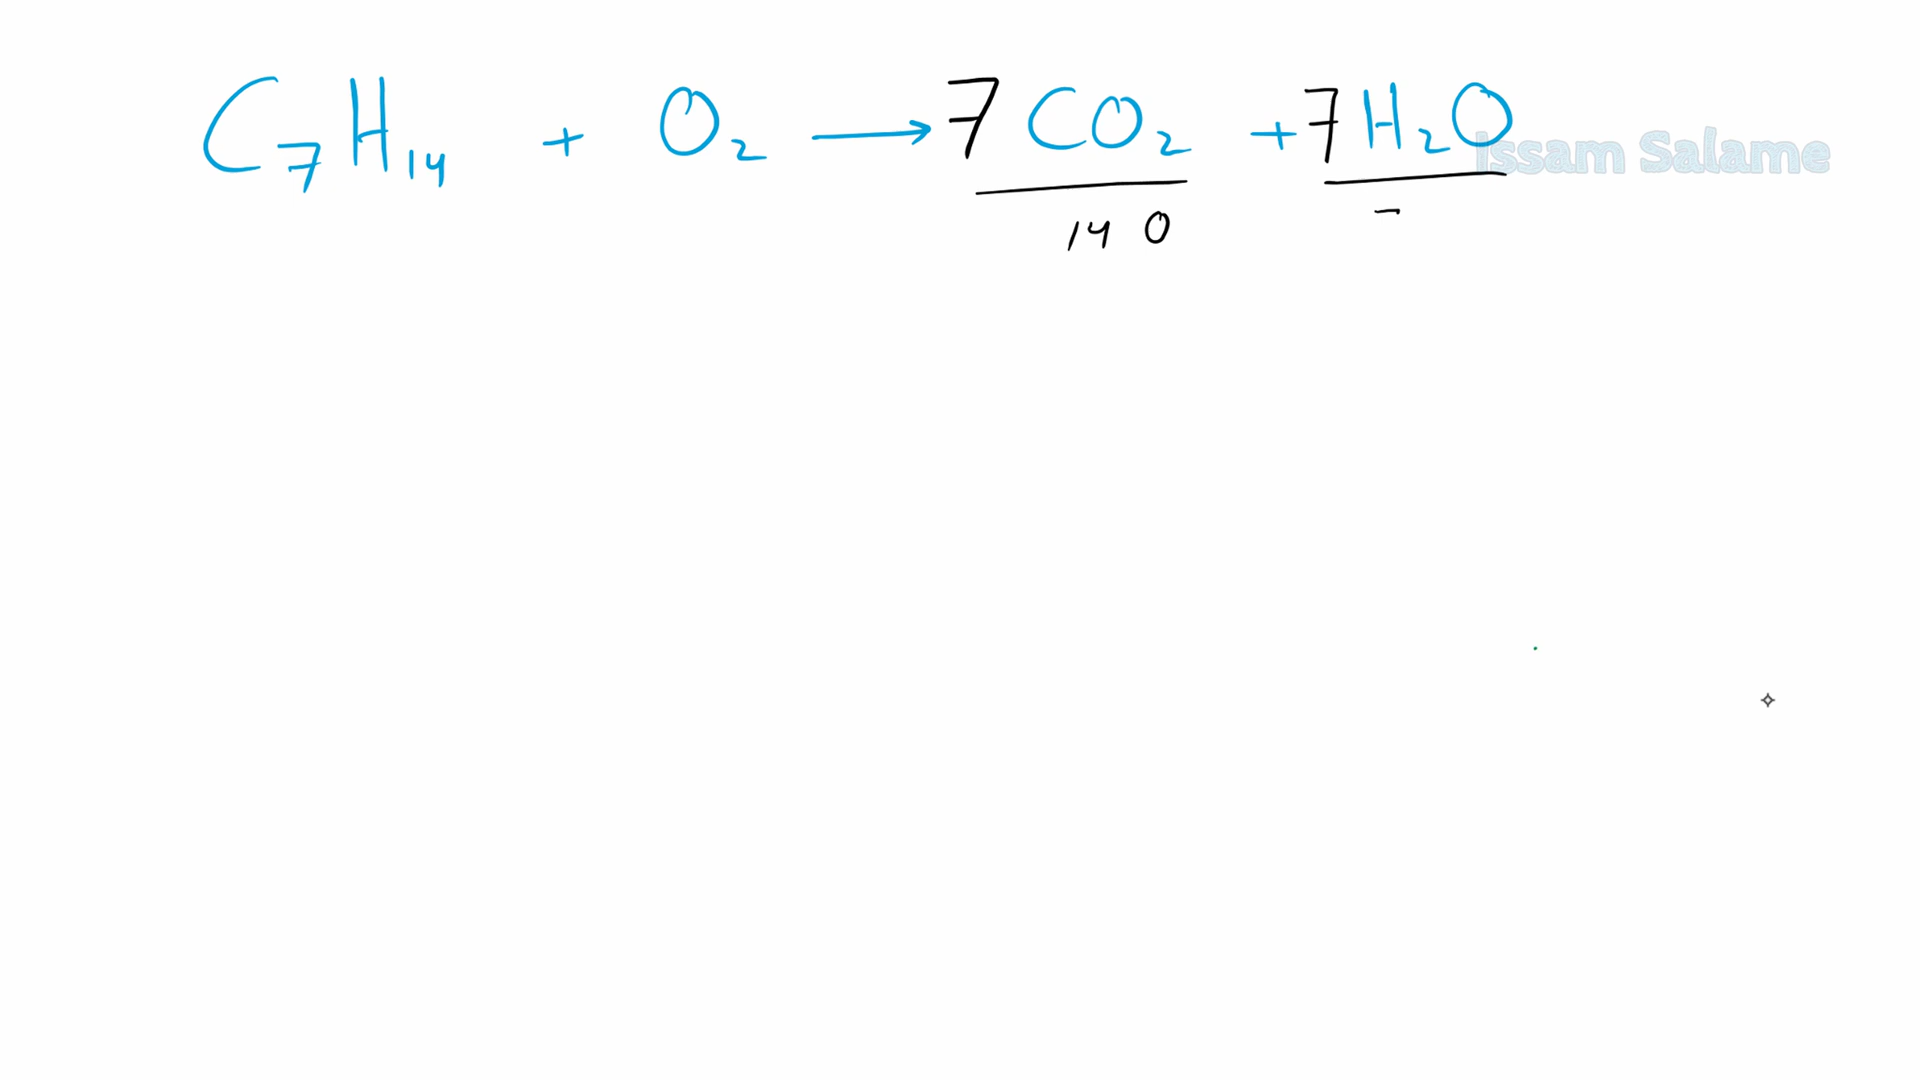 C₇H₁₄ + O₂ → 7 CO₂ + 7 H₂O
Issam Salame
14 O